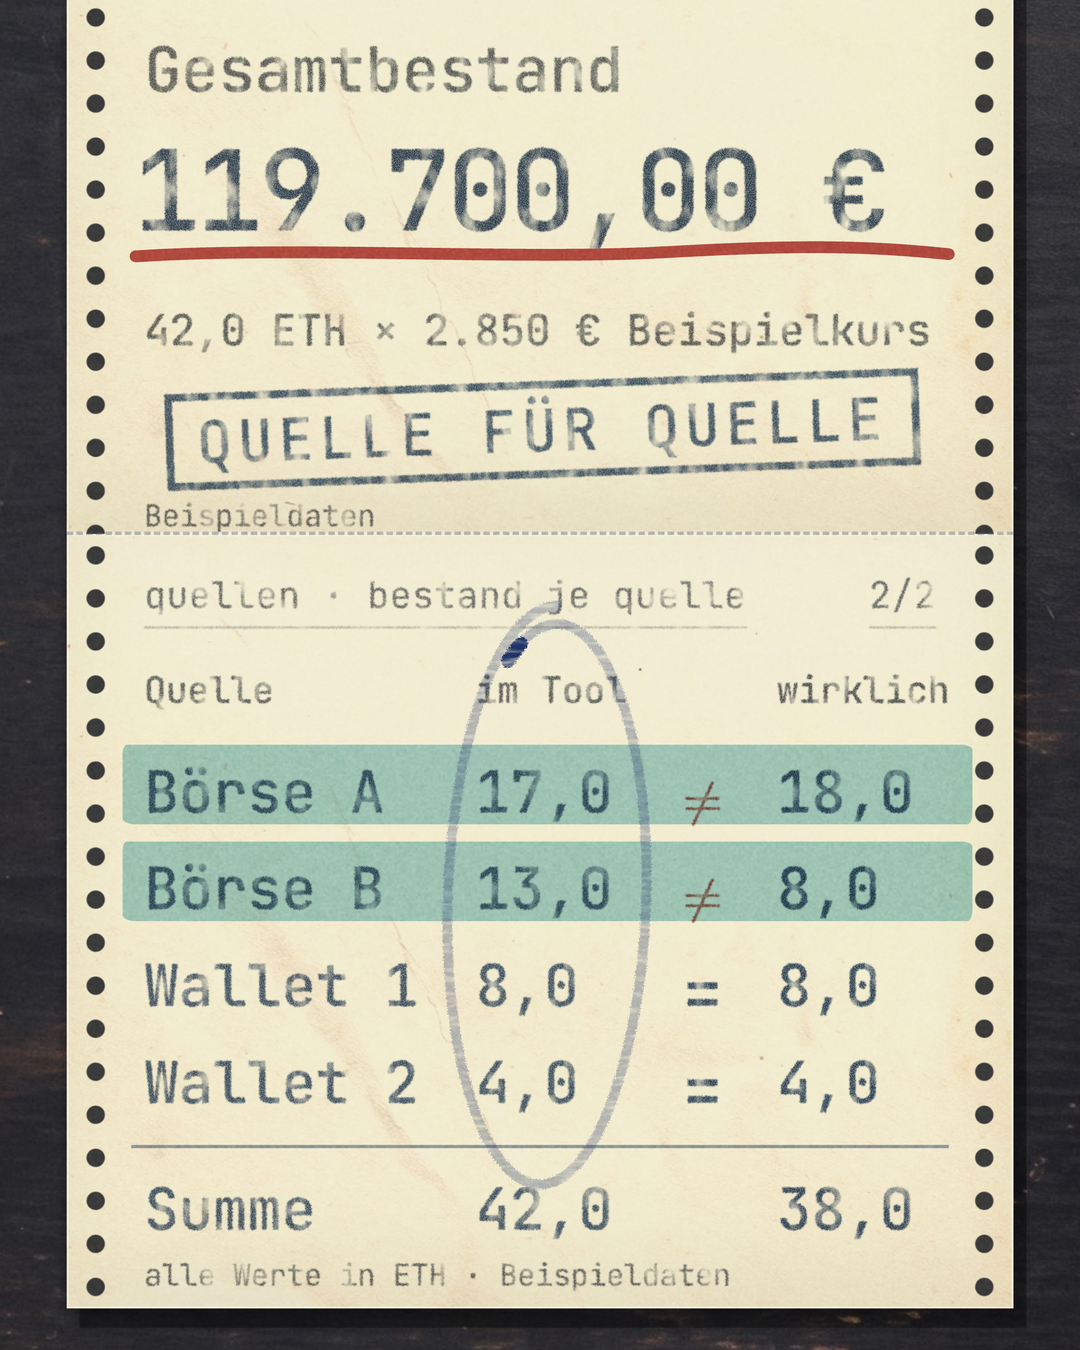 Gesamtbestand
119.700,00 €
42,0 ETH × 2.850 € Beispielkurs
QUELLE FÜR QUELLE
Beispieldaten
quellen · bestand je quelle 2/2
Quelle im Tool wirklich
Börse A 17,0 ≠ 18,0
Börse B 13,0 ≠ 8,0
Wallet 1 8,0 = 8,0
Wallet 2 4,0 = 4,0
Summe 42,0 38,0
alle Werte in ETH · Beispieldaten